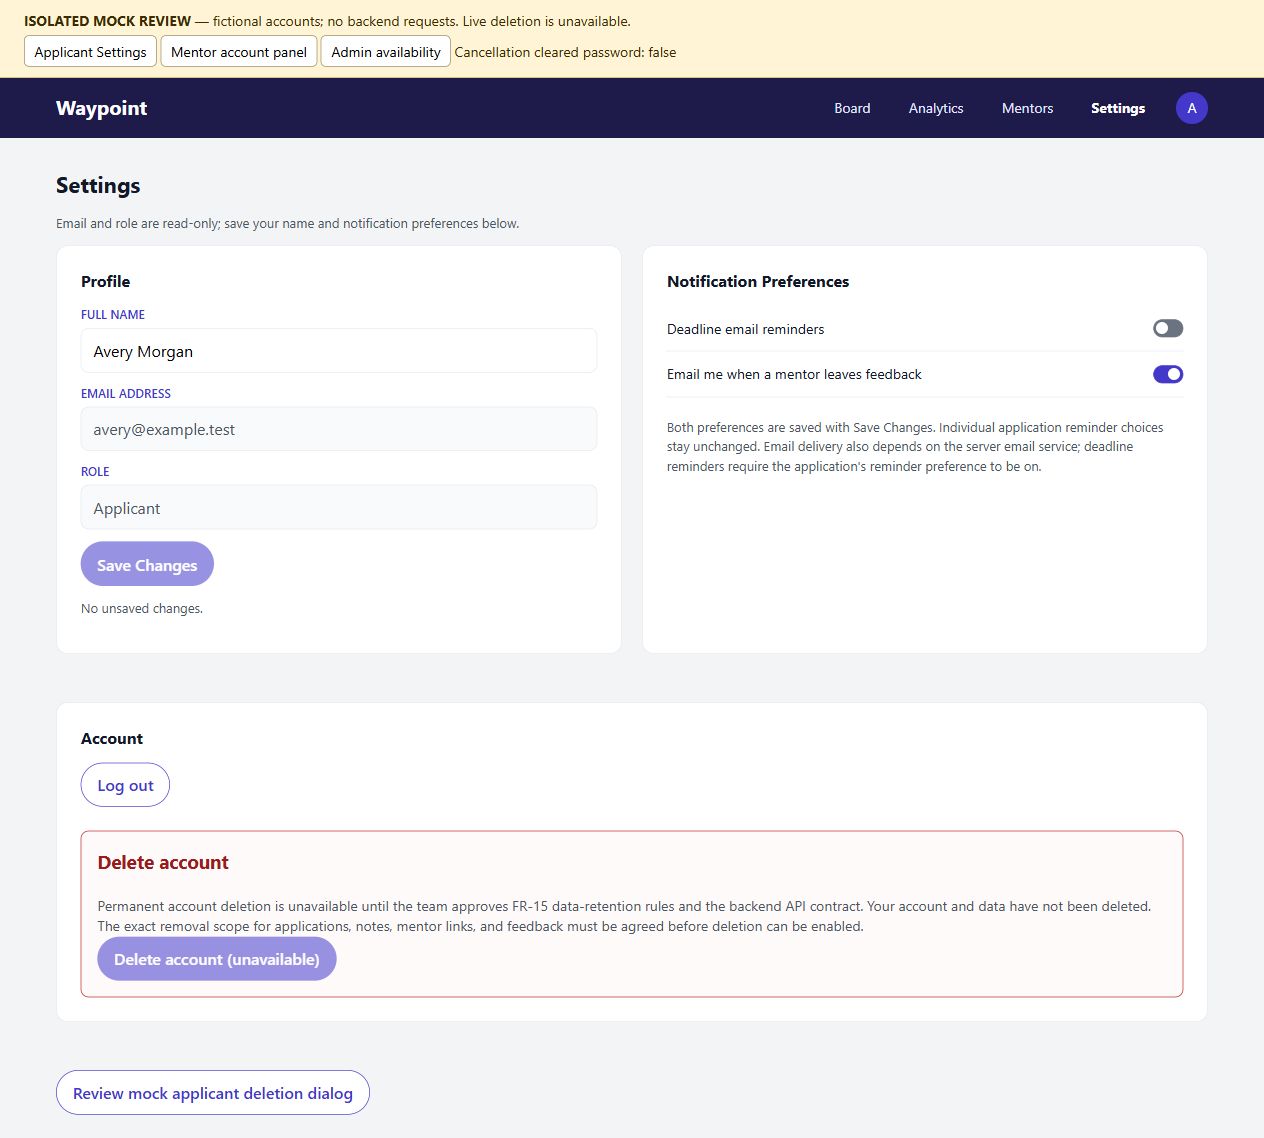 ISOLATED MOCK REVIEW — fictional accounts; no backend requests. Live deletion is unavailable.
Applicant Settings Mentor account panel Admin availability Cancellation cleared password: false
Waypoint Board Analytics Mentors Settings A
Settings
Email and role are read-only; save your name and notification preferences below.
Profile
FULL NAME
Avery Morgan
EMAIL ADDRESS
avery@example.test
ROLE
Applicant
Save Changes
No unsaved changes.
Notification Preferences
Deadline email reminders
Email me when a mentor leaves feedback
Both preferences are saved with Save Changes. Individual application reminder choices
stay unchanged. Email delivery also depends on the server email service; deadline
reminders require the application's reminder preference to be on.
Account
Log out
Delete account
Permanent account deletion is unavailable until the team approves FR-15 data-retention rules and the backend API contract. Your account and data have not been deleted.
The exact removal scope for applications, notes, mentor links, and feedback must be agreed before deletion can be enabled.
Delete account (unavailable)
Review mock applicant deletion dialog